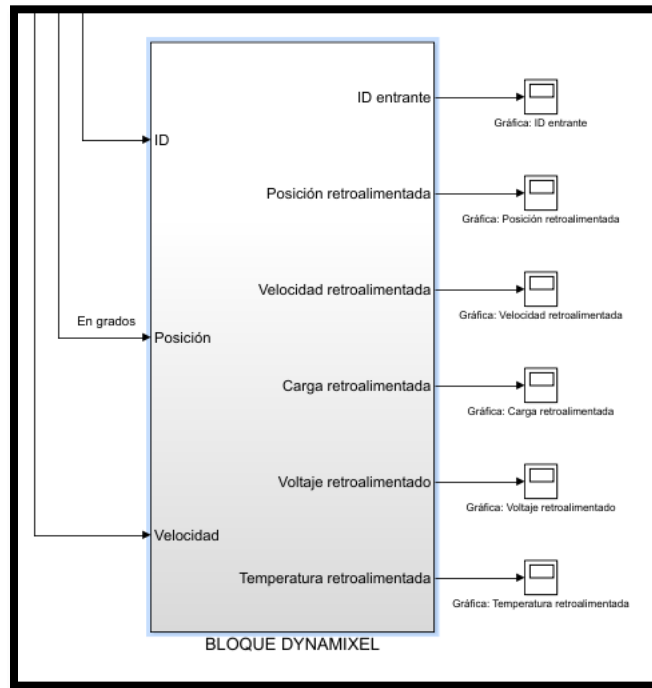 ID entrante
Gráfica: ID entrante
ID
Posición retroalimentada
Gráfica: Posición retroalimentada
Velocidad retroalimentada
Gráfica: Velocidad retroalimentada
En grados
Posición
Carga retroalimentada
Gráfica: Carga retroalimentada
Voltaje retroalimentado
Gráfica: Voltaje retroalimentado
Velocidad
Temperatura retroalimentada
Gráfica: Temperatura retroalimentada
BLOQUE DYNAMIXEL